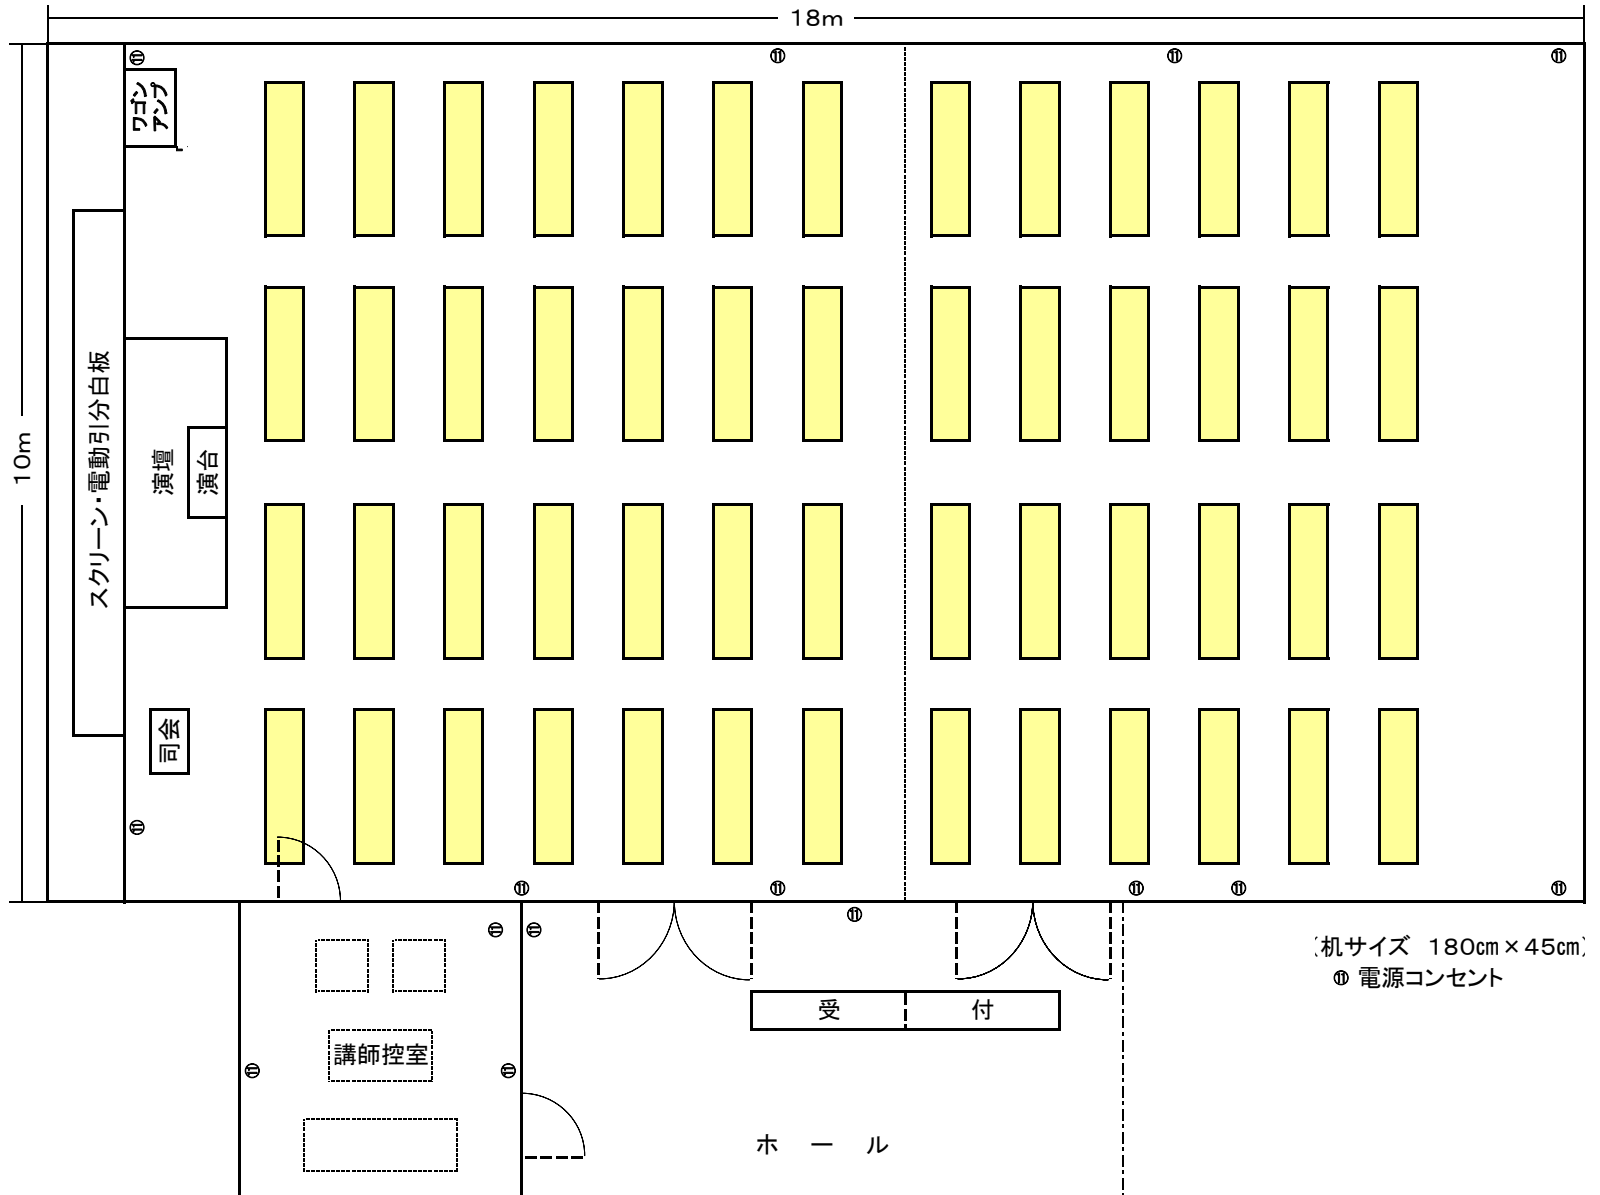 18m
ワゴン
アンプ
10m
スクリーン・電動引分白板
演壇
演台
司会
(机サイズ 180㎝×45㎝)
電源コンセント
受 付
講師控室
ホ ー ル